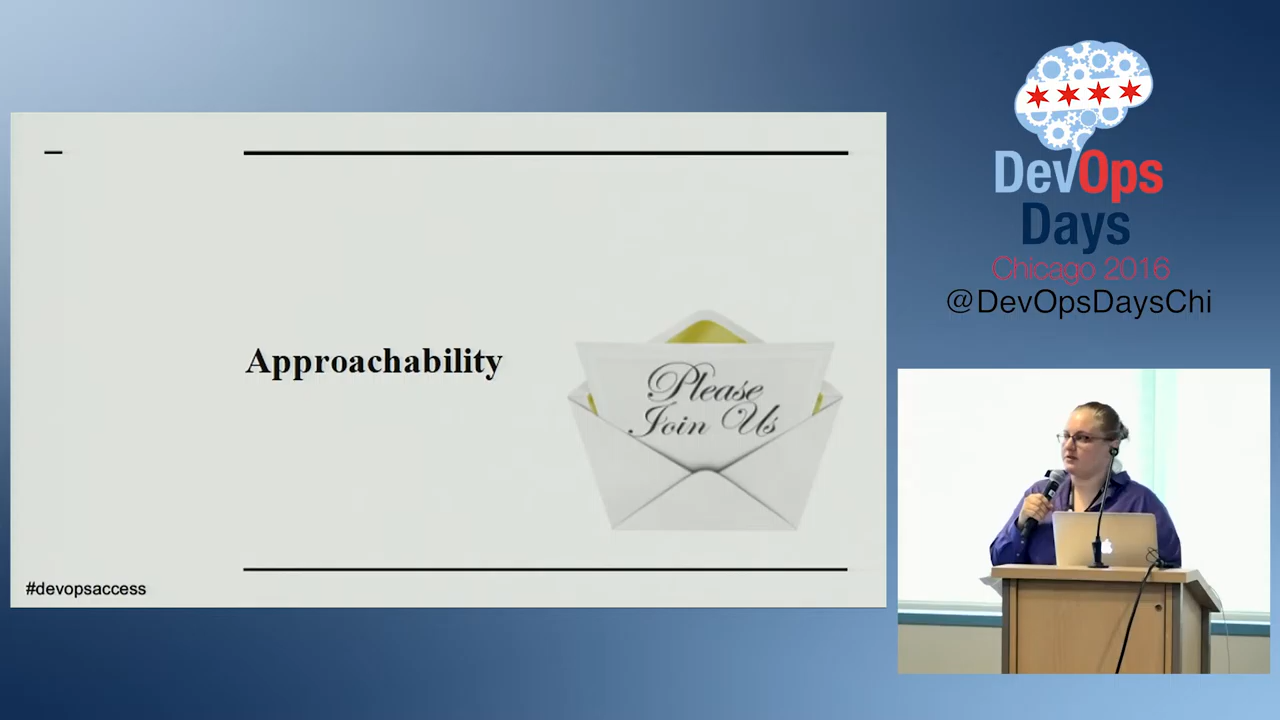 Approachability
Please
Join Us
#devopsaccess
DevOps
Days
Chicago 2016
@DevOpsDaysChi